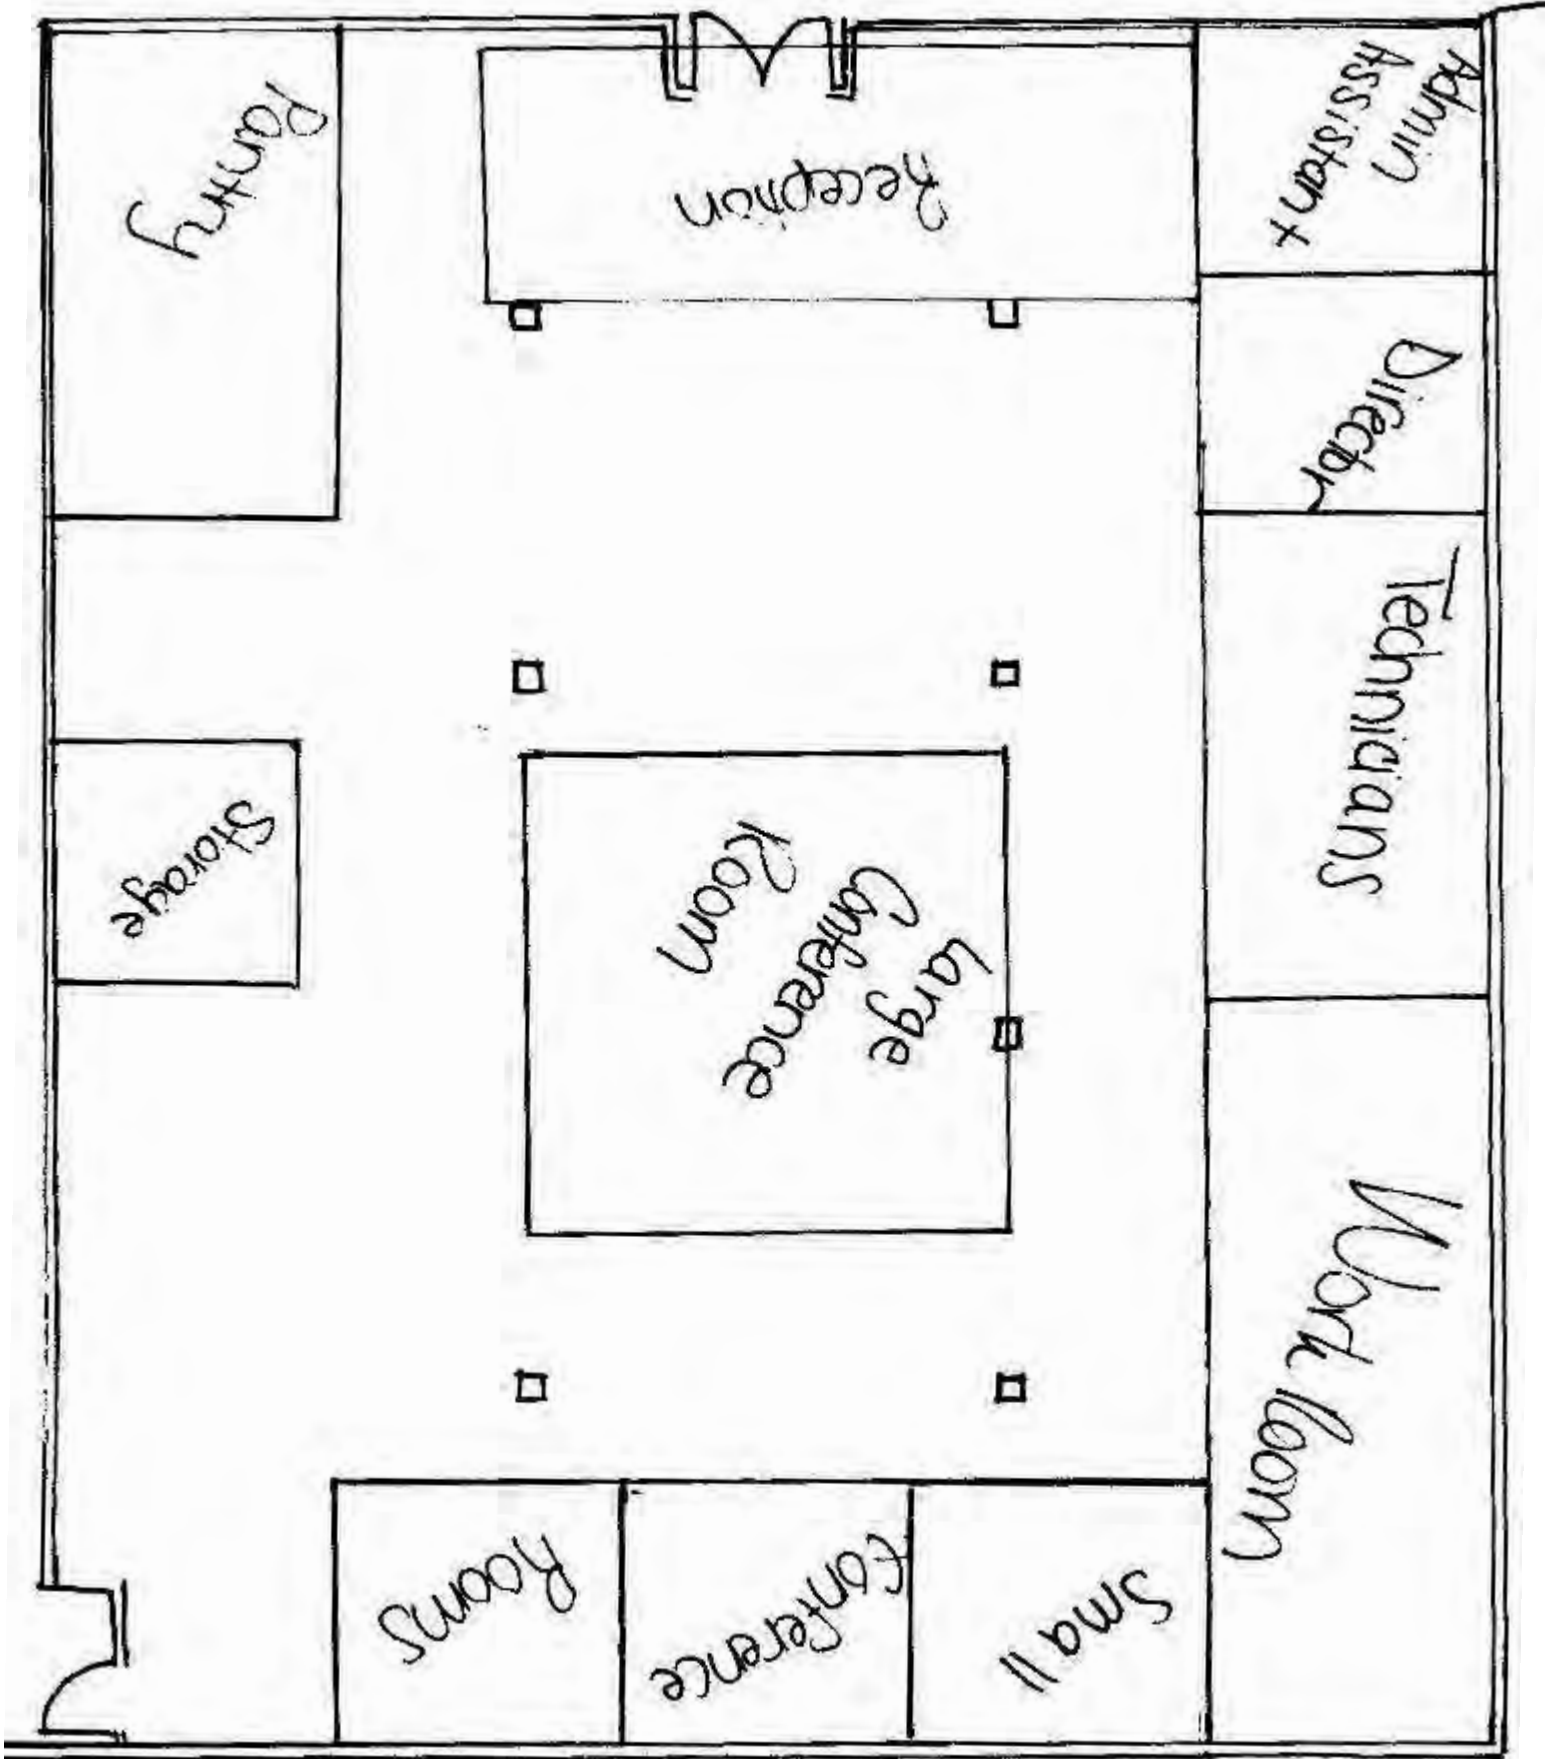 Pantry
Reception
Admin
Assistant
Director
Technicians
Storage
Large
Conference
Room
Work Room
Small
Conference
Rooms